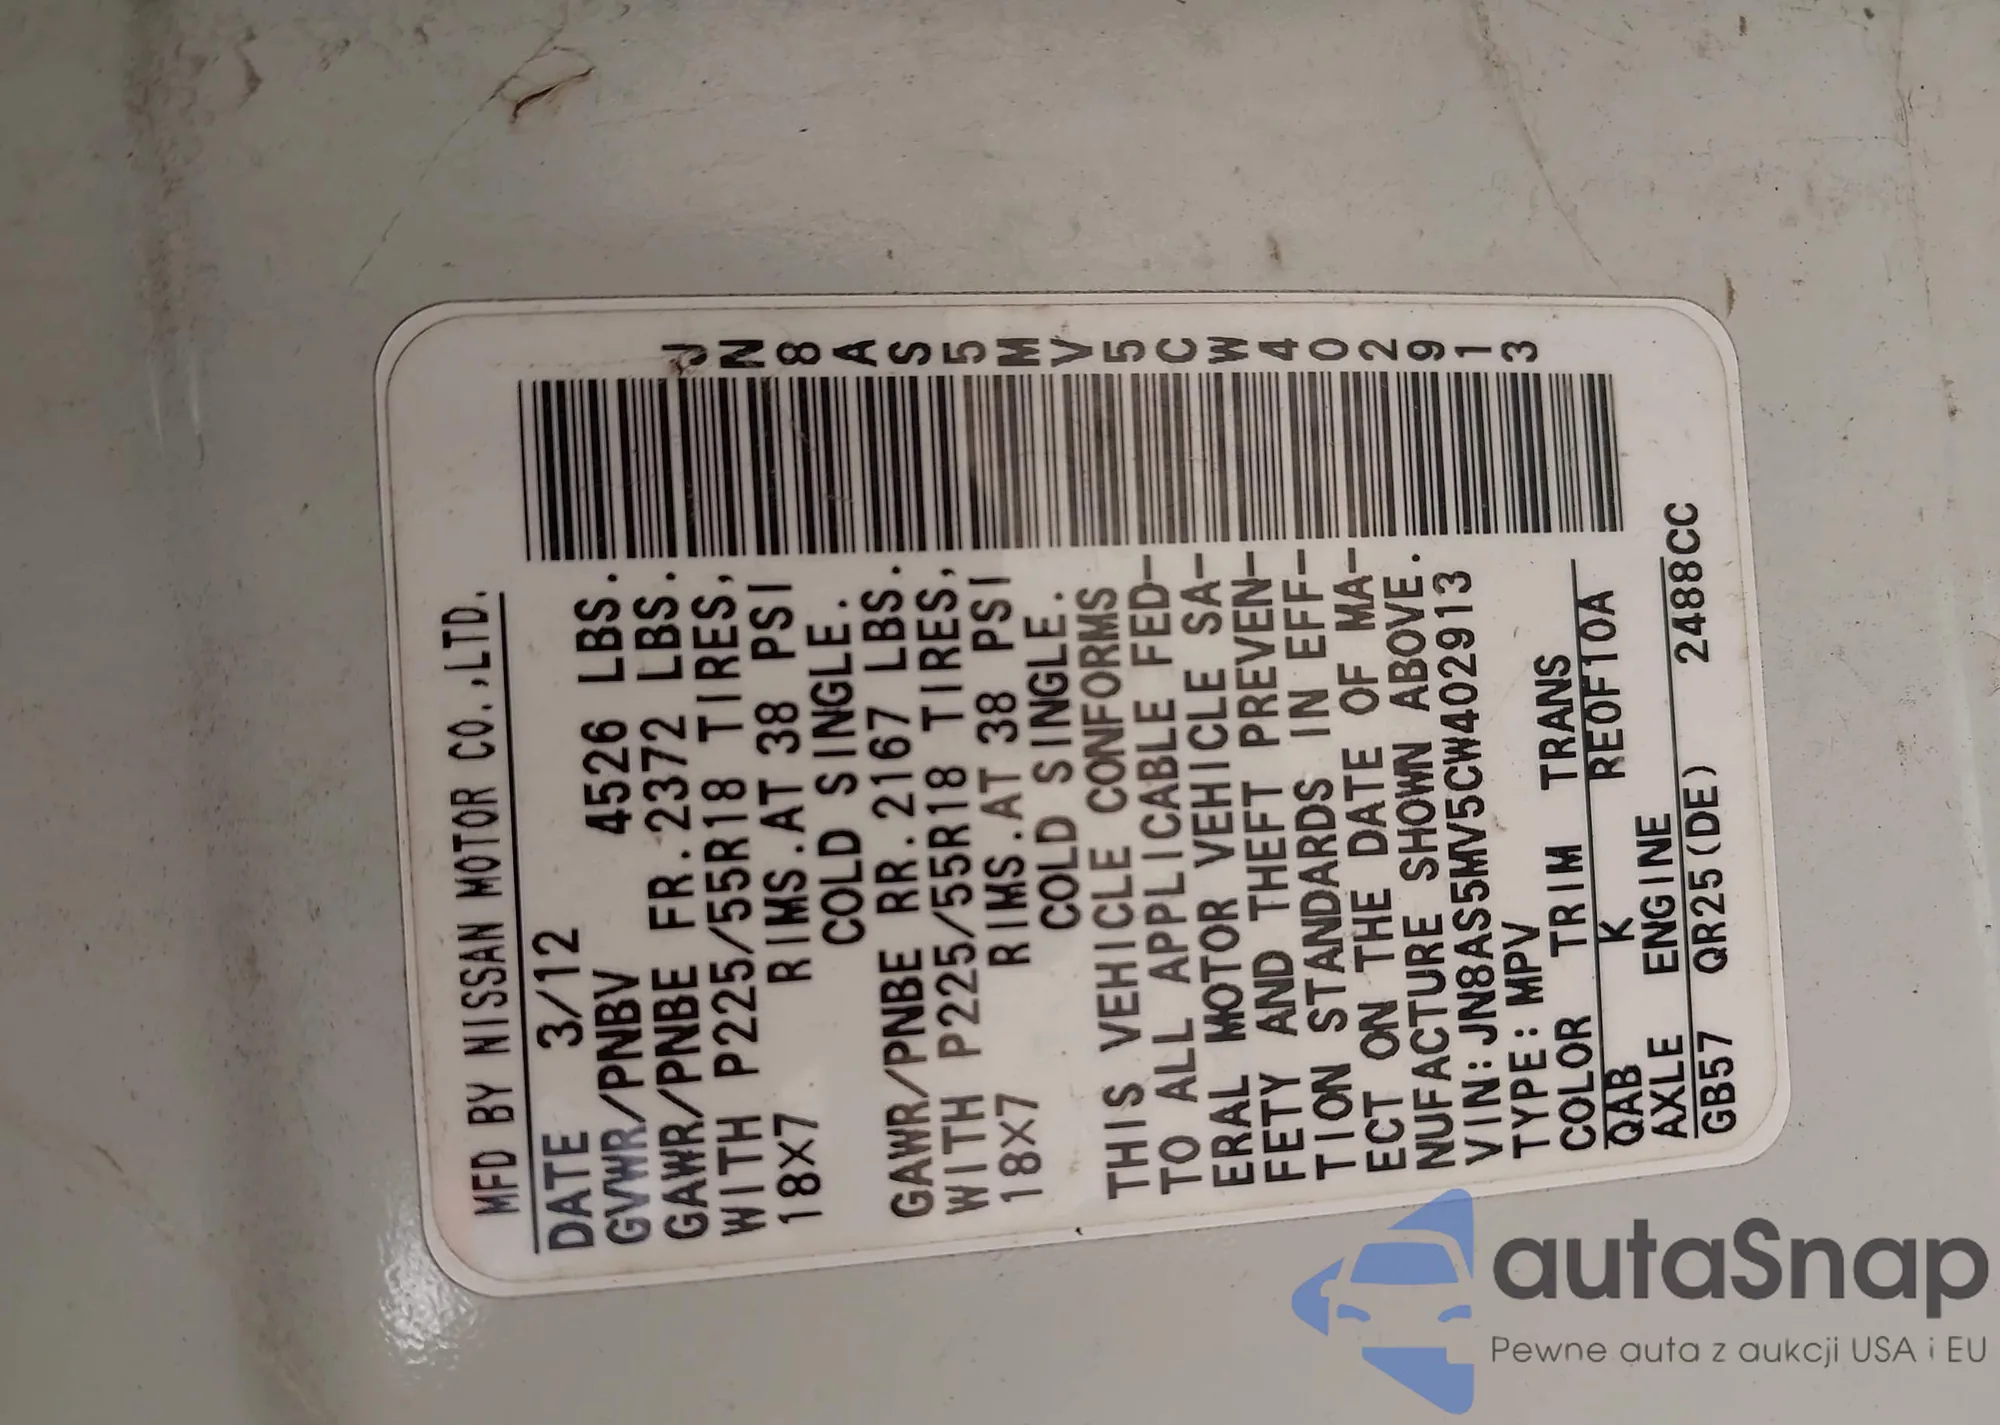 MFD BY NISSAN MOTOR CO.,LTD.
DATE 3/12
GVWR/PNBV 4526 LBS.
GAWR/PNBE FR.2372 LBS.
WITH P225/55R18 TIRES,
18×7 RIMS.AT 38 PSI
COLD SINGLE.
GAWR/PNBE RR.2167 LBS.
WITH P225/55R18 TIRES,
18×7 RIMS.AT 38 PSI
COLD SINGLE.
THIS VEHICLE CONFORMS
TO ALL APPLICABLE FED-
ERAL MOTOR VEHICLE SA-
FETY AND THEFT PREVEN-
TION STANDARDS IN EFF-
ECT ON THE DATE OF MA-
NUFACTURE SHOWN ABOVE.
VIN:JN8AS5MV5CW402913
TYPE:MPV
COLOR TRIM TRANS
QAB K RE0F10A
AXLE ENGINE
GB57 QR25(DE) 2488CC
JN8AS5MV5CW402913
autaSnap
Pewne auta z aukcji USA i EU